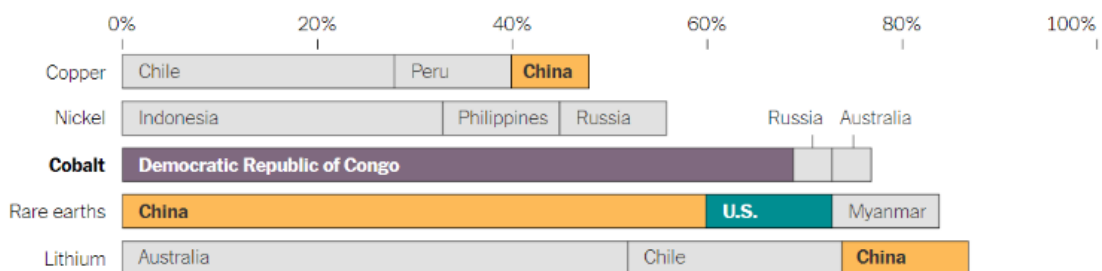 0% 20% 40% 60% 80% 100%
Copper Chile Peru China
Nickel Indonesia Philippines Russia Russia Australia
Cobalt Democratic Republic of Congo
Rare earths China U.S. Myanmar
Lithium Australia Chile China